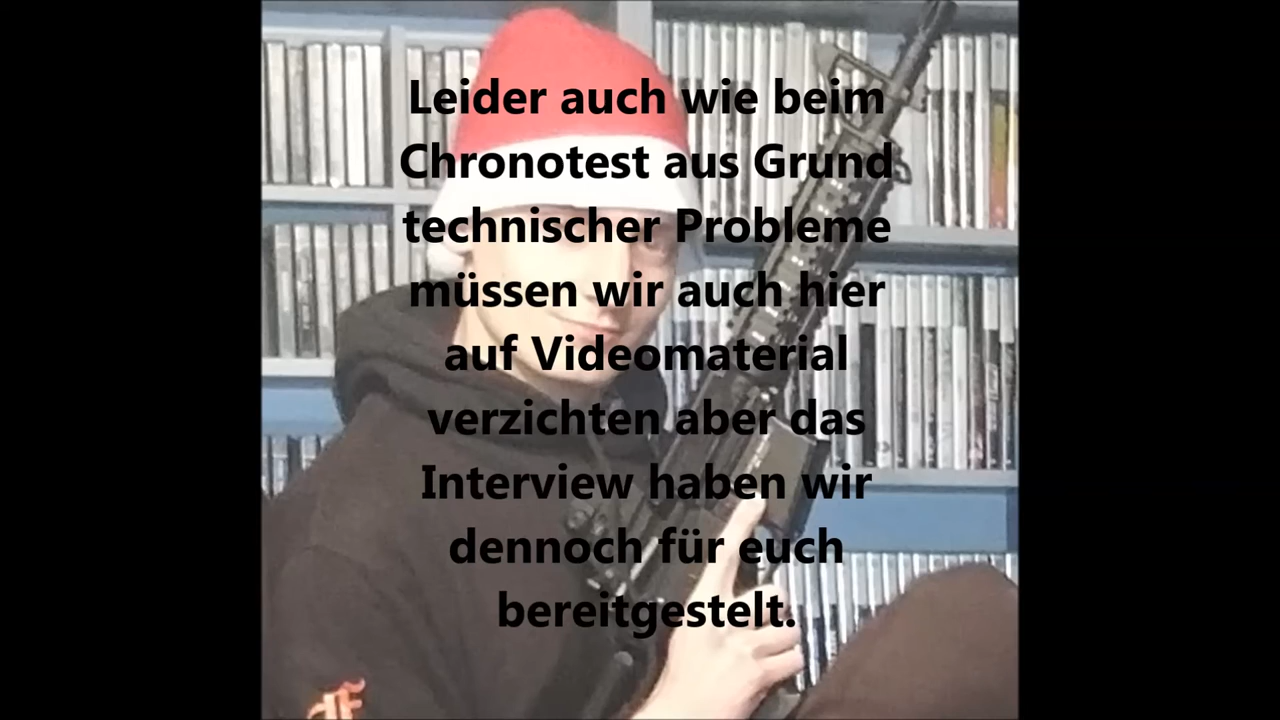 Leider auch wie beim
Chronotest aus Grund
technischer Probleme
müssen wir auch hier
auf Videomaterial
verzichten aber das
Interview haben wir
dennoch für euch
bereitgestelt.